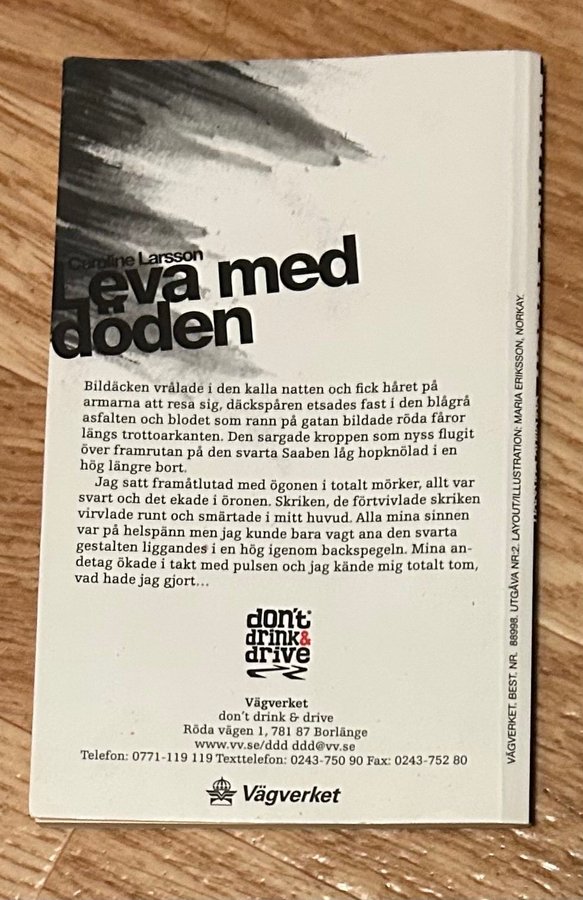 Caroline Larsson
Leva med
döden
Bildäcken vrålade i den kalla natten och fick håret på
armarna att resa sig, däckspåren etsades fast i den blågrå
asfalten och blodet som rann på gatan bildade röda fåror
längs trottoarkanten. Den sargade kroppen som nyss flugit
över framrutan på den svarta Saaben låg hopknölad i en
hög längre bort.
Jag satt framåtlutad med ögonen i totalt mörker, allt var
svart och det ekade i öronen. Skriken, de förtvivlade skriken
virvlade runt och smärtade i mitt huvud. Alla mina sinnen
var på helspänn men jag kunde bara vagt ana den svarta
gestalten liggandes i en hög igenom backspegeln. Mina an-
detag ökade i takt med pulsen och jag kände mig totalt tom,
vad hade jag gjort...
don't
drink&
drive
Vägverket
don't drink & drive
Röda vägen 1, 781 87 Borlänge
www.vv.se/ddd ddd@vv.se
Telefon: 0771-119 119 Texttelefon: 0243-750 90 Fax: 0243-752 80
Vägverket
VÄGVERKET. BEST. NR. 88998. UTGÅVA NR:2. LAYOUT/ILLUSTRATION: MARIA ERIKSSON, NORKAY.